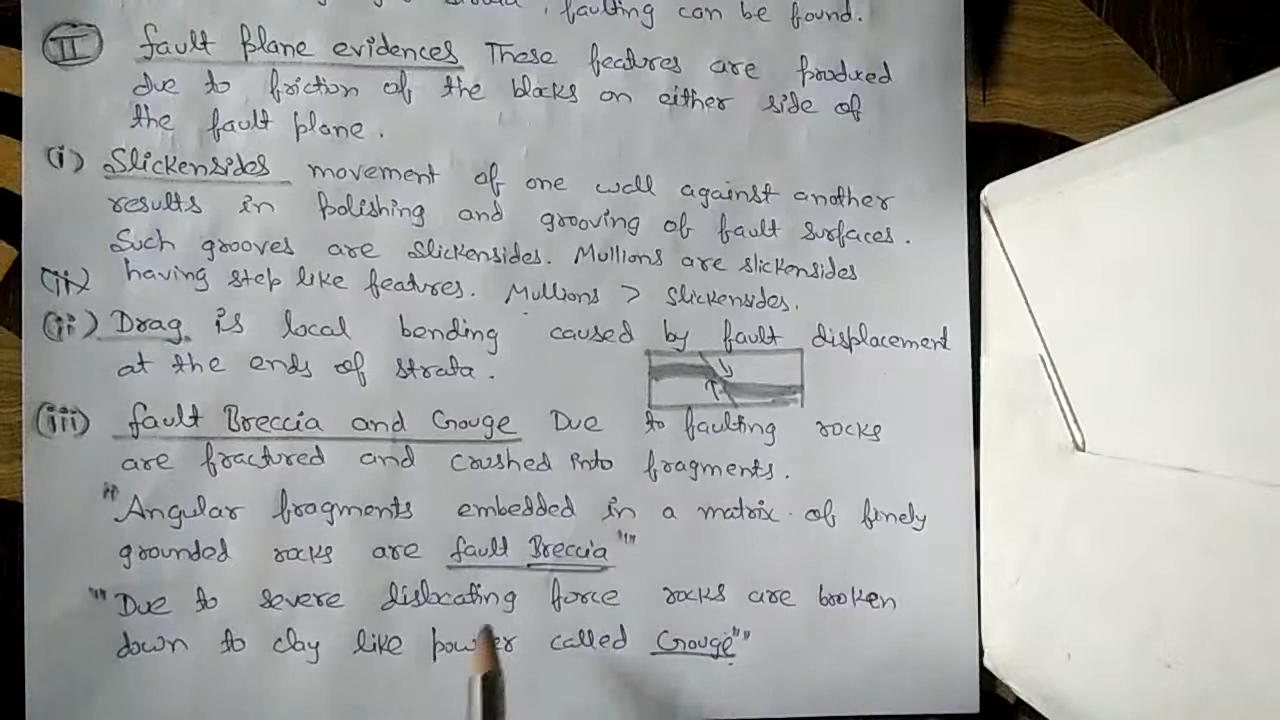 faulting can be found.
II fault plane evidences These features are produced
due to friction of the blocks on either side of
the fault plane.
(i) Slickensides movement of one wall against another
results in polishing and grooving of fault surfaces.
Such grooves are slickensides. Mullions are slickensides
having step like features. Mullions > slickensides.
(ii) Drag is local bending caused by fault displacement
at the ends of strata.
(iii) fault Breccia and Gouge Due to faulting rocks
are fractured and crushed into fragments.
"Angular fragments embedded in a matrix of finely
grounded rocks are fault Breccia""
""Due to severe dislocating force rocks are broken
down to clay like powder called Gouge""